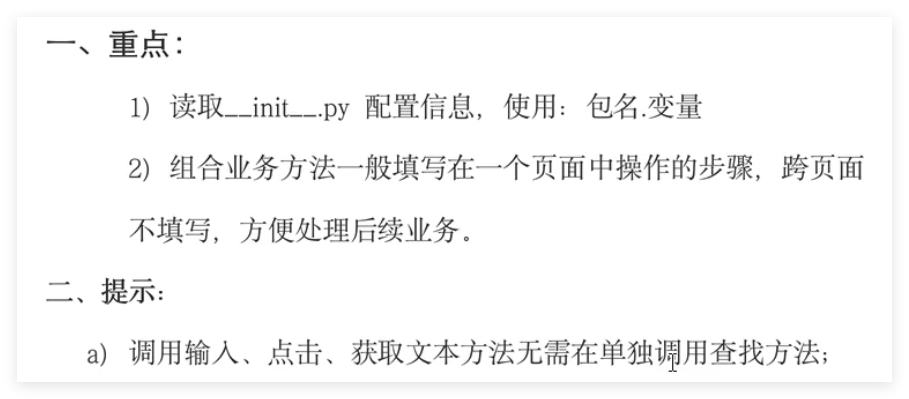 一、重点：
1) 读取__init__.py 配置信息，使用：包名.变量
2) 组合业务方法一般填写在一个页面中操作的步骤，跨页面
不填写，方便处理后续业务。
二、提示：
a) 调用输入、点击、获取文本方法无需在单独调用查找方法；